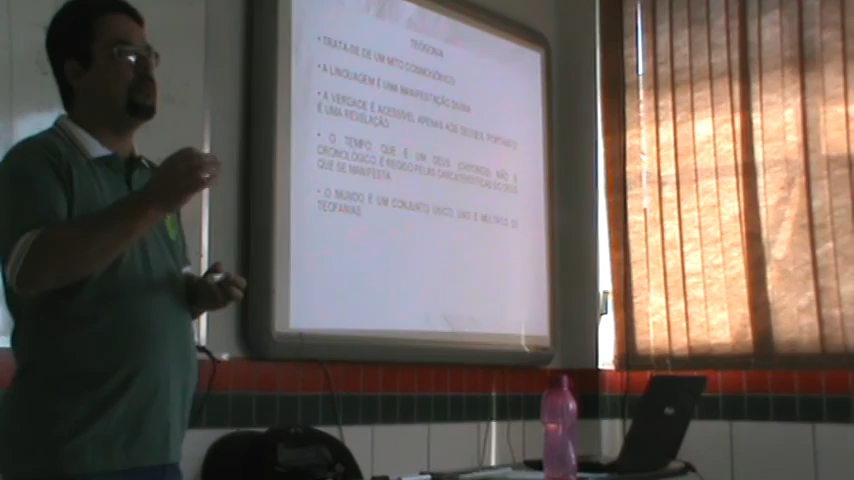 TEOGONIA
• TRATA-SE DE UM MITO COSMOGÔNICO
• A LINGUAGEM É UMA MANIFESTAÇÃO DIVINA
• A VERDADE É ACESSÍVEL APENAS AOS DEUSES, PORTANTO
É UMA REVELAÇÃO
• O TEMPO, QUE É UM DEUS (CHRONOS), NÃO É
CRONOLÓGICO, É REGIDO PELAS CARACTERÍSTICAS DO DEUS
QUE SE MANIFESTA
• O MUNDO É UM CONJUNTO ÚNICO, UNO E MÚLTIPLO DE
TEOFANIAS